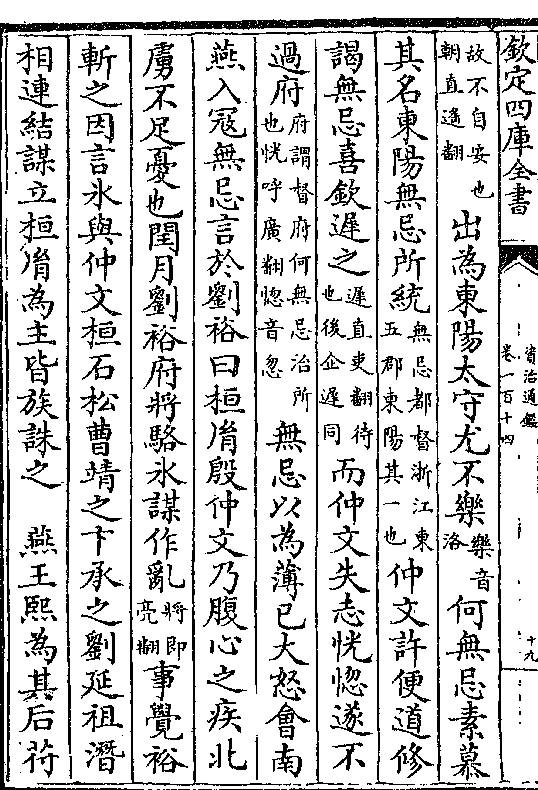 欽定四庫全書
資治通鑑
卷一百十四
十九
故不自安也
朝直遙翻
出為東陽太守尤不樂樂音洛何無忌素慕
其名東陽無忌所統無忌都督浙江東五郡東陽其一也仲文許便道修
謁無忌喜欽遲之遲直吏翻待也後企遲同而仲文失志怳惚遂不
過府府謂督府何無忌治所也怳呼廣翻惚音忽無忌以為薄已大怒會南
燕入寇無忌言於劉裕曰桓胤殷仲文乃腹心之疾北
虜不足憂也閏月劉裕府將駱氷謀作亂將即亮翻事覺裕
斬之因言氷與仲文桓石松曹靖之卞承之劉延祖潛
相連結謀立桓胤為主皆族誅之 燕王熙為其后苻